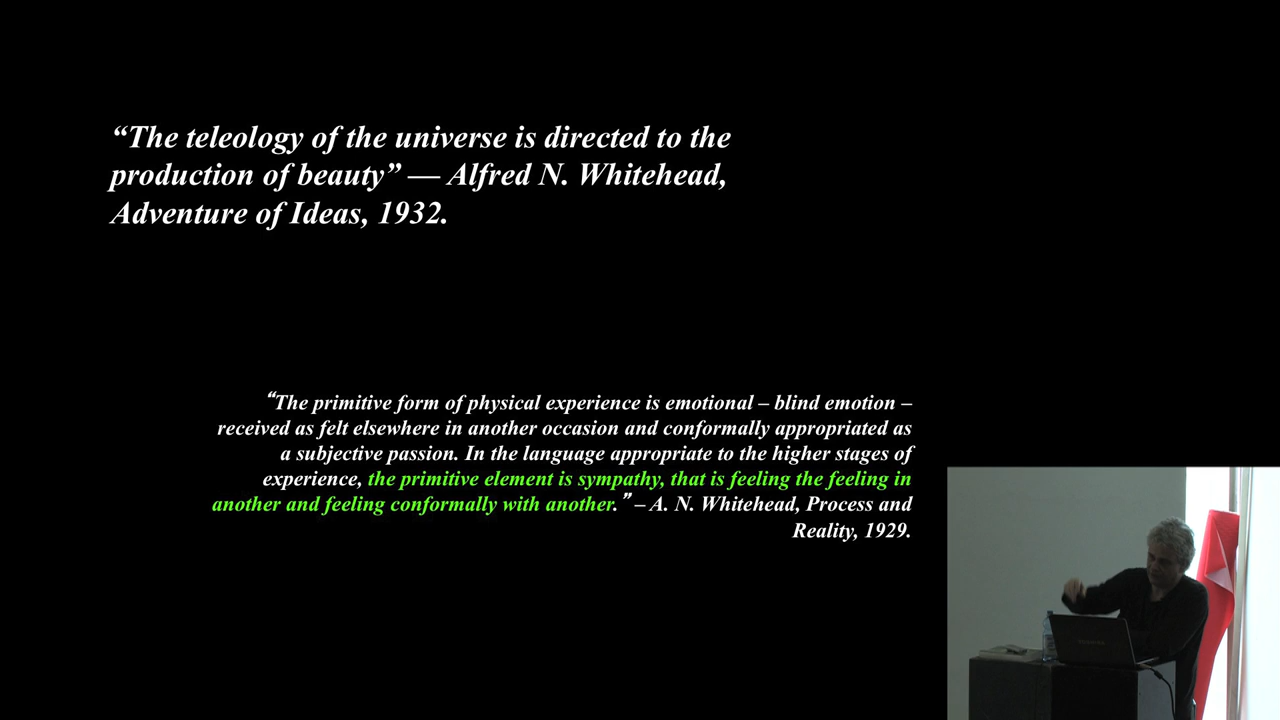 “The teleology of the universe is directed to the
production of beauty” — Alfred N. Whitehead,
Adventure of Ideas, 1932.
“The primitive form of physical experience is emotional – blind emotion –
received as felt elsewhere in another occasion and conformally appropriated as
a subjective passion. In the language appropriate to the higher stages of
experience, the primitive element is sympathy, that is feeling the feeling in
another and feeling conformally with another.” – A. N. Whitehead, Process and
Reality, 1929.